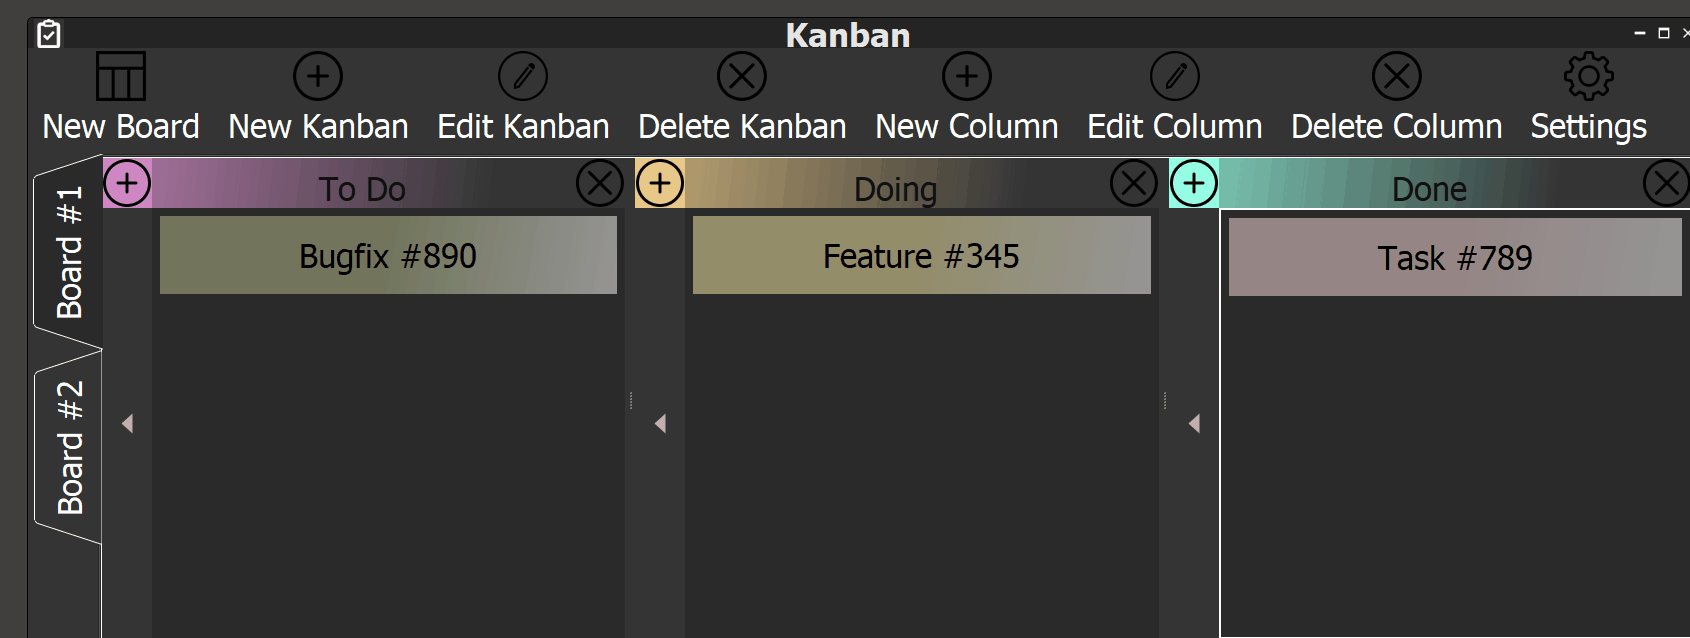 Kanban
New Board New Kanban Edit Kanban Delete Kanban New Column Edit Column Delete Column Settings
Board #1
Board #2
To Do Doing Done
Bugfix #890 Feature #345 Task #789